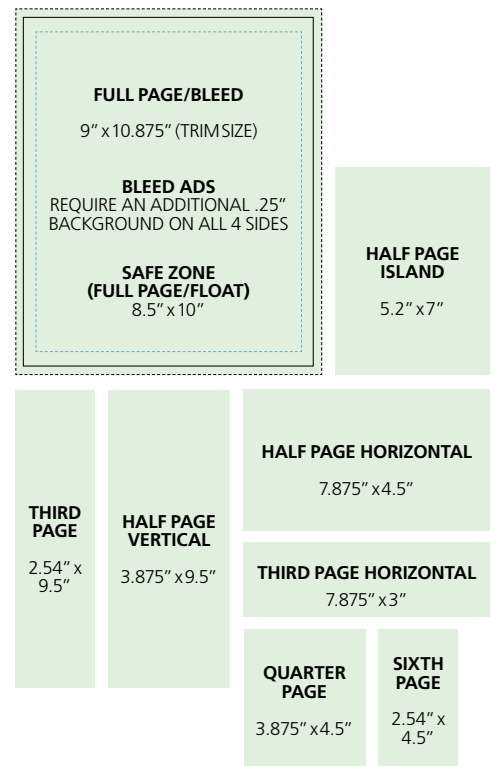 FULL PAGE/BLEED
9” x 10.875” (TRIM SIZE)
BLEED ADS
REQUIRE AN ADDITIONAL .25”
BACKGROUND ON ALL 4 SIDES
SAFE ZONE
(FULL PAGE/FLOAT)
8.5” x 10”
HALF PAGE
ISLAND
5.2” x 7”
THIRD
PAGE
2.54” x
9.5”
HALF PAGE
VERTICAL
3.875” x 9.5”
HALF PAGE HORIZONTAL
7.875” x 4.5”
THIRD PAGE HORIZONTAL
7.875” x 3”
QUARTER
PAGE
3.875” x 4.5”
SIXTH
PAGE
2.54” x
4.5”